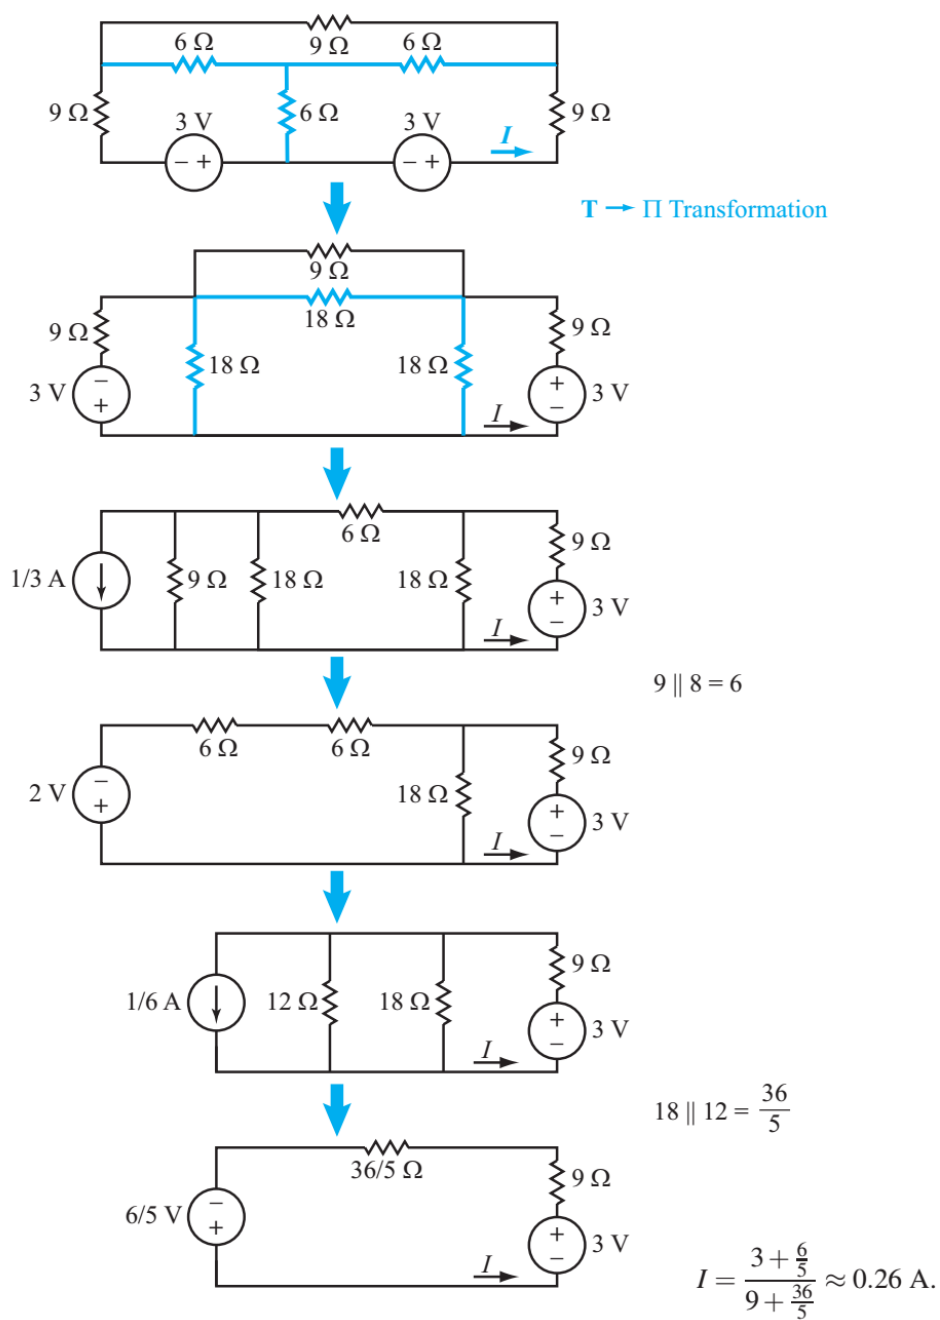 9 Ω
6 Ω 6 Ω
9 Ω 6 Ω 9 Ω
3 V 3 V I
− + − +
T → Π Transformation
9 Ω
18 Ω
9 Ω 9 Ω
18 Ω 18 Ω
3 V − + + − 3 V
I
6 Ω
9 Ω
1/3 A 9 Ω 18 Ω 18 Ω
+ − 3 V
I
9 || 8 = 6
6 Ω 6 Ω
9 Ω
2 V − + 18 Ω
+ − 3 V
I
9 Ω
1/6 A 12 Ω 18 Ω
+ − 3 V
I
18 || 12 = 36/5
36/5 Ω
9 Ω
6/5 V − +
+ − 3 V
I
I = (3 + 6/5)/(9 + 36/5) ≈ 0.26 A.